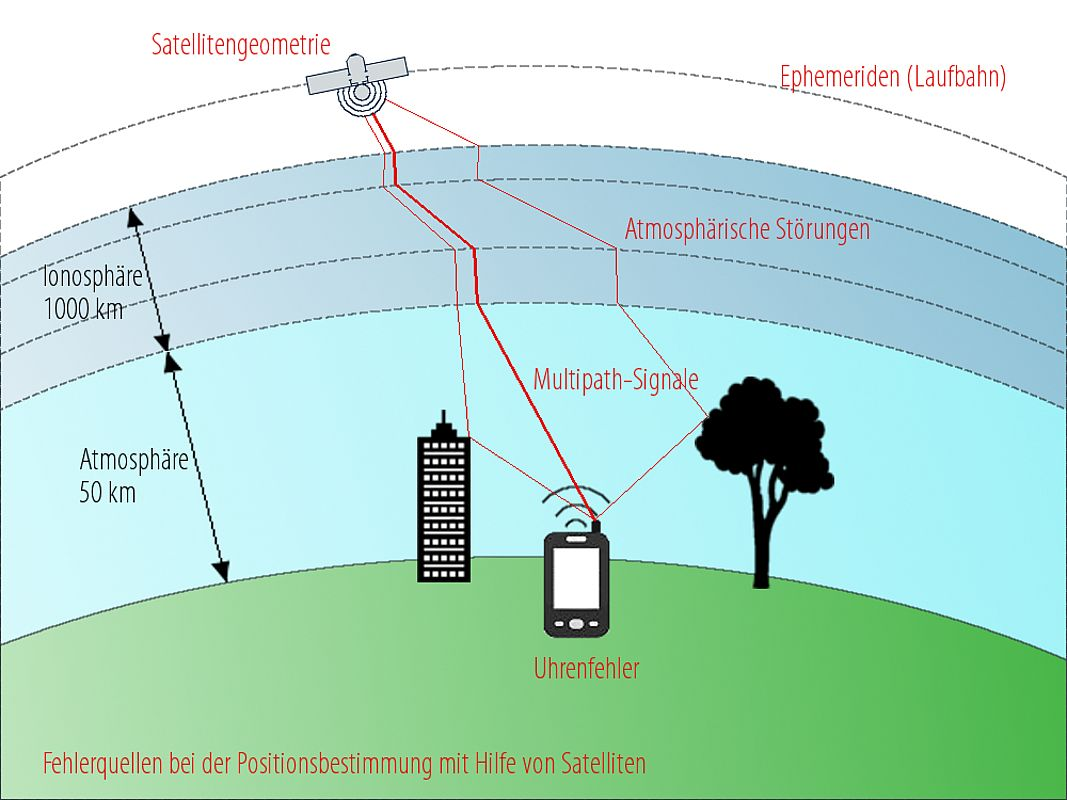 Satellitengeometrie
Ephemeriden (Laufbahn)
Atmosphärische Störungen
Ionosphäre
1000 km
Multipath-Signale
Atmosphäre
50 km
Uhrenfehler
Fehlerquellen bei der Positionsbestimmung mit Hilfe von Satelliten